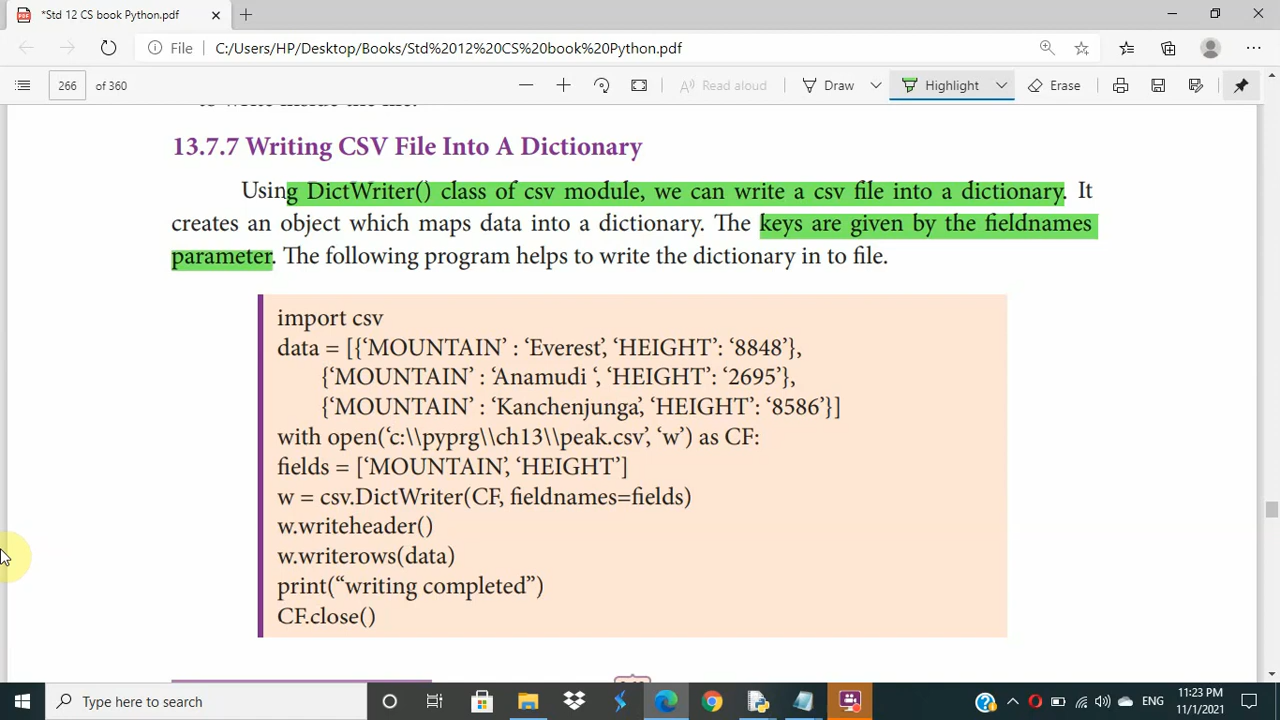 *Std 12 CS book Python.pdf
File C:/Users/HP/Desktop/Books/Std%2012%20CS%20book%20Python.pdf
266 of 360 Read aloud Draw Highlight Erase
to write inside the file.
13.7.7 Writing CSV File Into A Dictionary
Using DictWriter() class of csv module, we can write a csv file into a dictionary. It
creates an object which maps data into a dictionary. The keys are given by the fieldnames
parameter. The following program helps to write the dictionary in to file.
import csv
data = [{‘MOUNTAIN’ : ‘Everest’, ‘HEIGHT’: ‘8848’},
{‘MOUNTAIN’ : ‘Anamudi ‘, ‘HEIGHT’: ‘2695’},
{‘MOUNTAIN’ : ‘Kanchenjunga’, ‘HEIGHT’: ‘8586’}]
with open(‘c:\\pyprg\\ch13\\peak.csv’, ‘w’) as CF:
fields = [‘MOUNTAIN’, ‘HEIGHT’]
w = csv.DictWriter(CF, fieldnames=fields)
w.writeheader()
w.writerows(data)
print(“writing completed”)
CF.close()
Type here to search
ENG
11:23 PM
11/1/2021